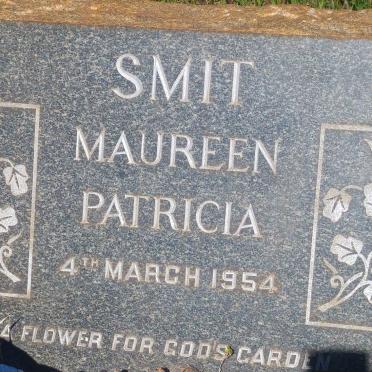 SMIT
MAUREEN
PATRICIA
4TH MARCH 1954
A FLOWER FOR GOD'S GARDEN